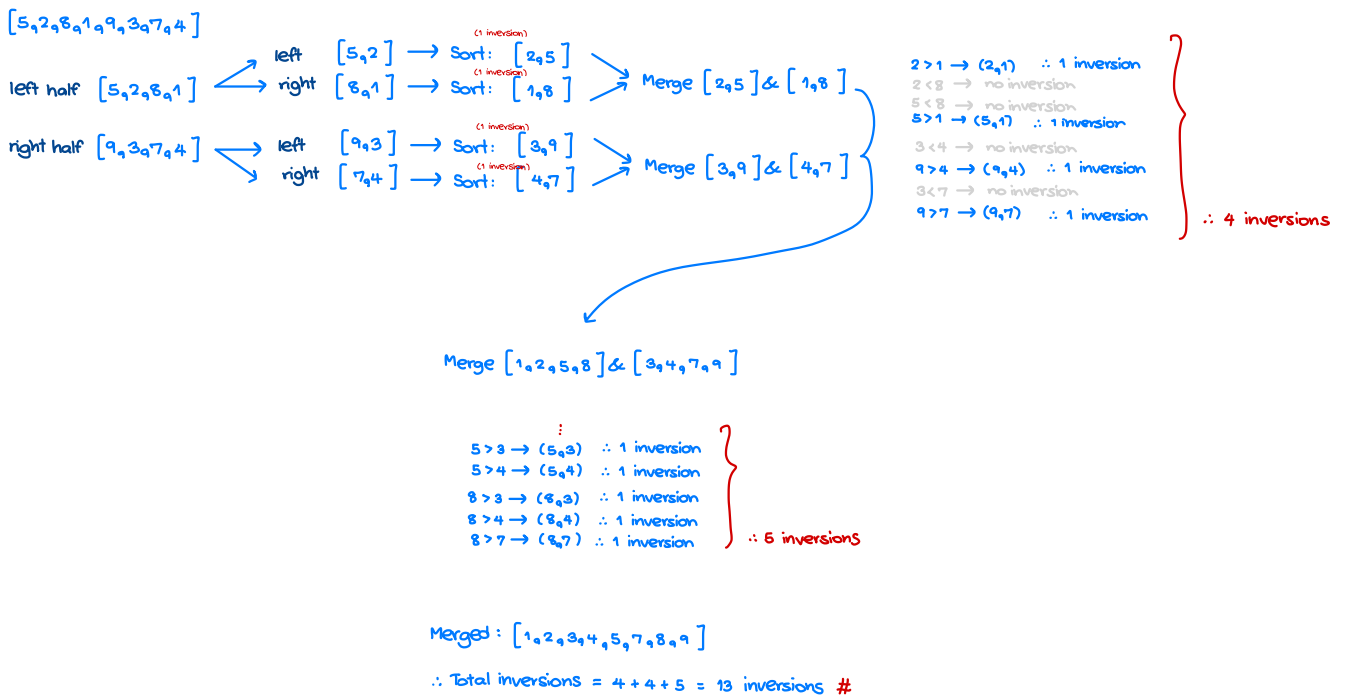 [5,2,8,1,9,3,7,4]
left half [5,2,8,1]
left [5,2] → Sort: [2,5]
(1 inversion)
right [8,1] → Sort: [1,8]
(1 inversion)
Merge [2,5] & [1,8]
right half [9,3,7,4]
left [9,3] → Sort: [3,9]
(1 inversion)
right [7,4] → Sort: [4,7]
(1 inversion)
Merge [3,9] & [4,7]
2 > 1 → (2,1) ∴ 1 inversion
2 < 8 → no inversion
5 < 8 → no inversion
5 > 1 → (5,1) ∴ 1 inversion
3 < 4 → no inversion
9 > 4 → (9,4) ∴ 1 inversion
3 < 7 → no inversion
9 > 7 → (9,7) ∴ 1 inversion
∴ 4 inversions
Merge [1,2,5,8] & [3,4,7,9]
⋮
5 > 3 → (5,3) ∴ 1 inversion
5 > 4 → (5,4) ∴ 1 inversion
8 > 3 → (8,3) ∴ 1 inversion
8 > 4 → (8,4) ∴ 1 inversion
8 > 7 → (8,7) ∴ 1 inversion
∴ 5 inversions
Merged: [1,2,3,4,5,7,8,9]
∴ Total inversions = 4 + 4 + 5 = 13 inversions #